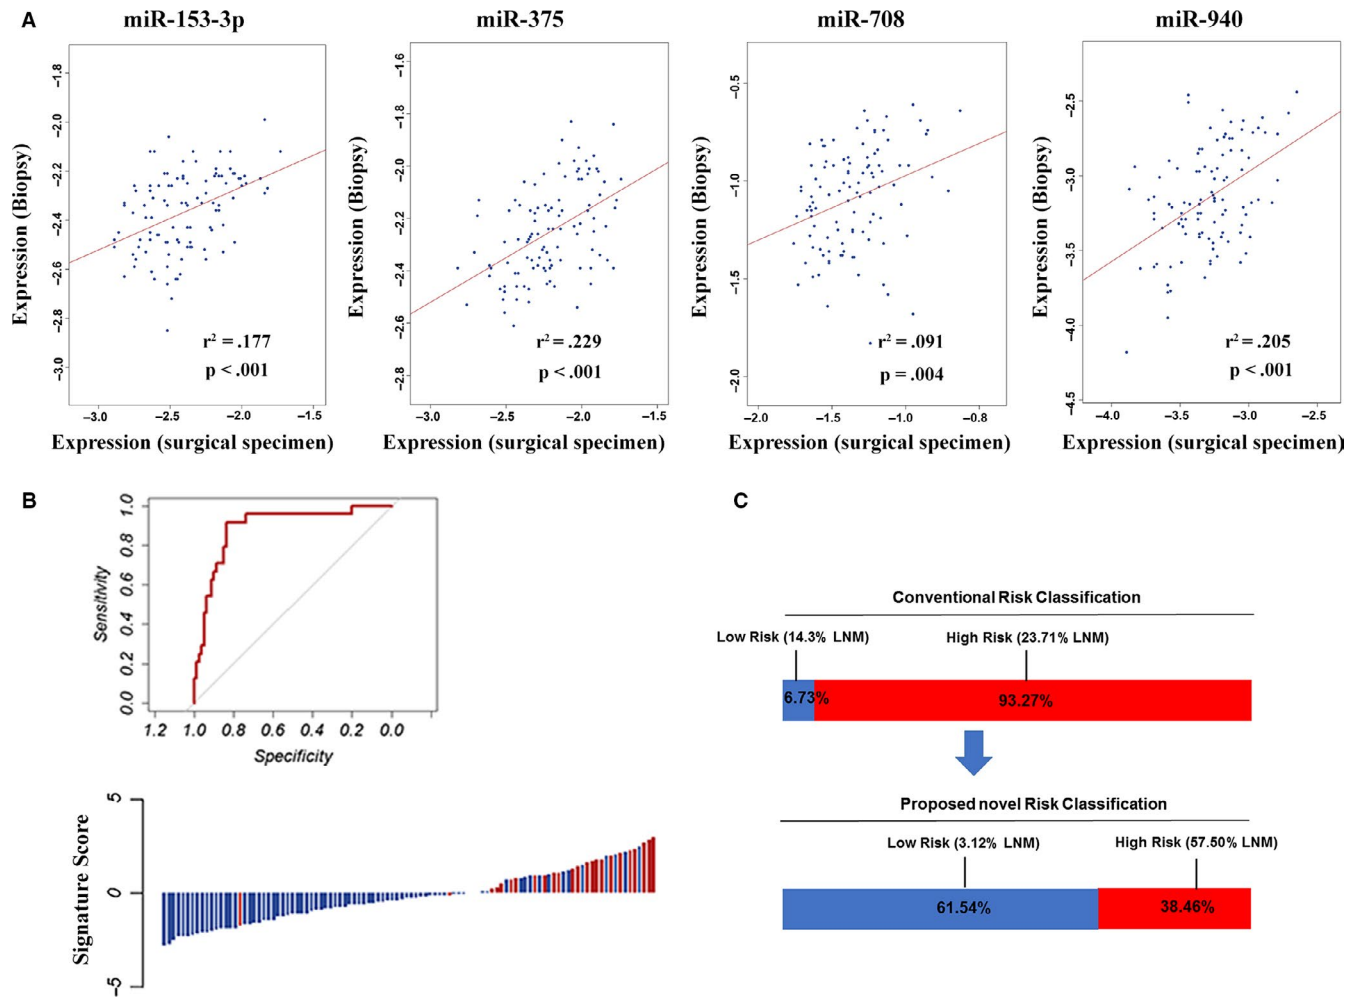 A
miR-153-3p
miR-375
miR-708
miR-940
Expression (Biopsy)
−1.8
−2.0
−2.2
−2.4
−2.6
−2.8
−3.0
r² = .177
p < .001
−3.0
−2.5
−2.0
−1.5
Expression (surgical specimen)
Expression (Biopsy)
−1.6
−1.8
−2.0
−2.2
−2.4
−2.6
−2.8
r² = .229
p < .001
−3.0
−2.5
−2.0
−1.5
Expression (surgical specimen)
Expression (Biopsy)
−0.5
−1.0
−1.5
−2.0
r² = .091
p = .004
−2.0
−1.5
−1.0
−0.8
Expression (surgical specimen)
Expression (Biopsy)
−2.5
−3.0
−3.5
−4.0
−4.5
r² = .205
p < .001
−4.0
−3.5
−3.0
−2.5
Expression (surgical specimen)
B
Sensitivity
1.0
0.8
0.6
0.4
0.2
0.0
1.2 1.0 0.8 0.6 0.4 0.2 0.0
Specificity
Signature Score
5
0
−5
C
Conventional Risk Classification
Low Risk (14.3% LNM)
High Risk (23.71% LNM)
6.73%
93.27%
Proposed novel Risk Classification
Low Risk (3.12% LNM)
High Risk (57.50% LNM)
61.54%
38.46%